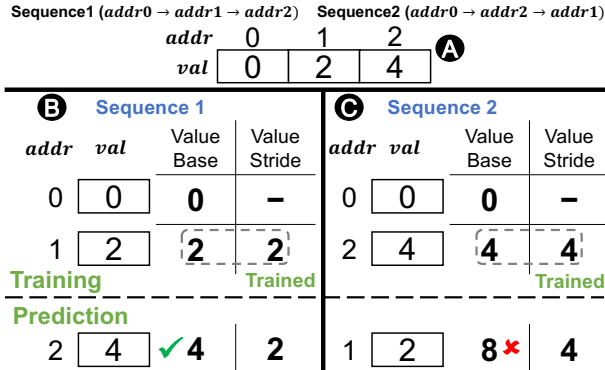 Sequence1 (addr0 → addr1 → addr2) Sequence2 (addr0 → addr2 → addr1)
addr 0 1 2
val 0 2 4 A
B Sequence 1
addr val Value Base Value Stride
0 0 0 –
1 2 2 2
Training Trained
Prediction
2 4 ✓ 4 2
C Sequence 2
addr val Value Base Value Stride
0 0 0 –
2 4 4 4
Trained
1 2 8 ✘ 4